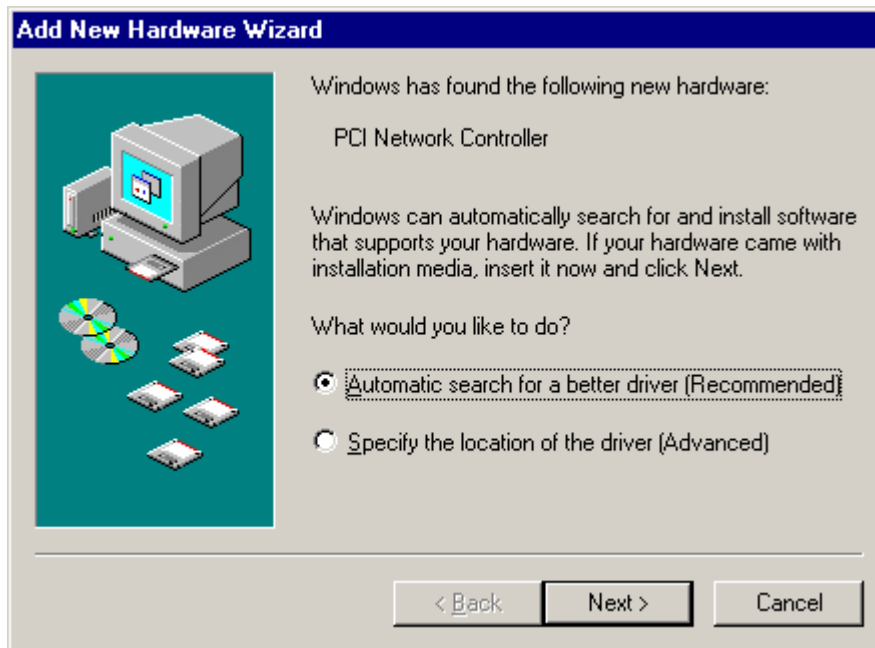 Add New Hardware Wizard
Windows has found the following new hardware:
PCI Network Controller
Windows can automatically search for and install software
that supports your hardware. If your hardware came with
installation media, insert it now and click Next.
What would you like to do?
Automatic search for a better driver (Recommended)
Specify the location of the driver (Advanced)
< Back
Next >
Cancel